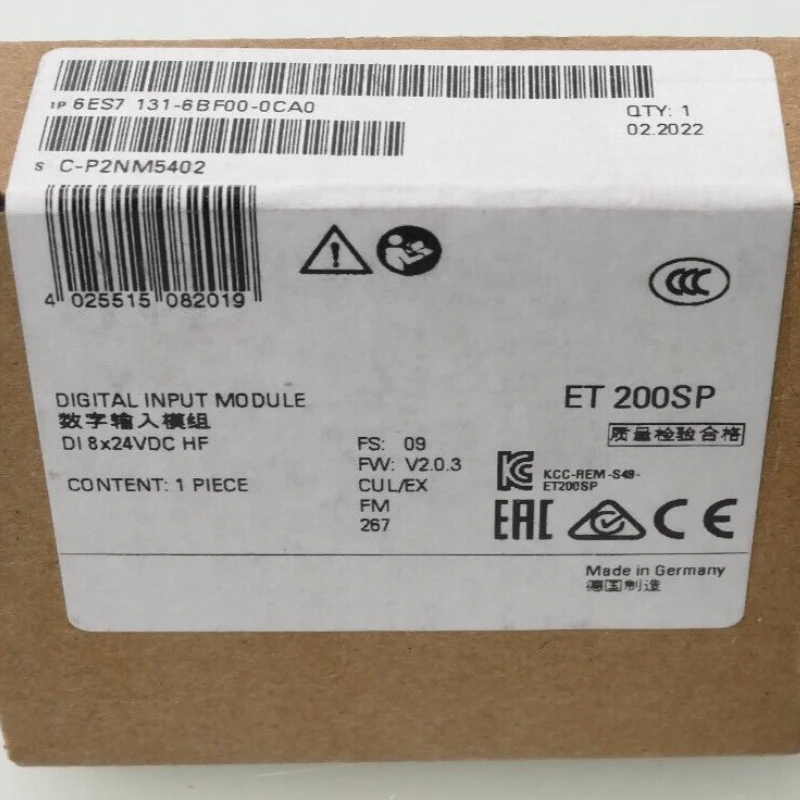 1P 6ES7 131-6BF00-0CA0
QTY: 1
02.2022
S C-P2NM5402
4 025515 082019
CCC
DIGITAL INPUT MODULE
数字输入模组
DI 8x24VDC HF
CONTENT: 1 PIECE
FS: 09
FW: V2.0.3
CUL/EX
FM
267
ET 200SP
质量检验合格
KCC-REM-S49-
ET200SP
EAC CE
Made in Germany
德国制造